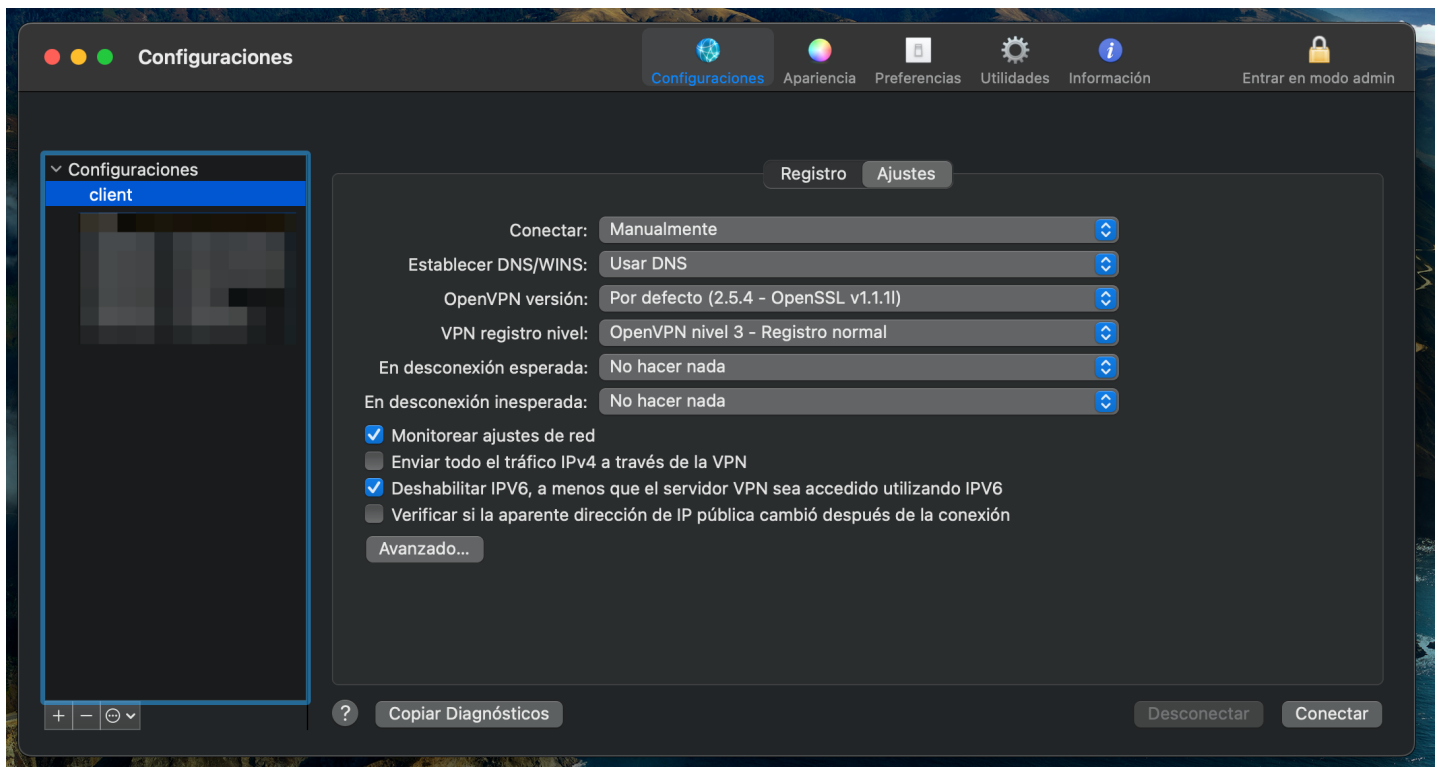 Configuraciones
Configuraciones Apariencia Preferencias Utilidades Información Entrar en modo admin
Configuraciones
client
Registro Ajustes
Conectar: Manualmente
Establecer DNS/WINS: Usar DNS
OpenVPN versión: Por defecto (2.5.4 - OpenSSL v1.1.1l)
VPN registro nivel: OpenVPN nivel 3 - Registro normal
En desconexión esperada: No hacer nada
En desconexión inesperada: No hacer nada
Monitorear ajustes de red
Enviar todo el tráfico IPv4 a través de la VPN
Deshabilitar IPV6, a menos que el servidor VPN sea accedido utilizando IPV6
Verificar si la aparente dirección de IP pública cambió después de la conexión
Avanzado...
? Copiar Diagnósticos Desconectar Conectar